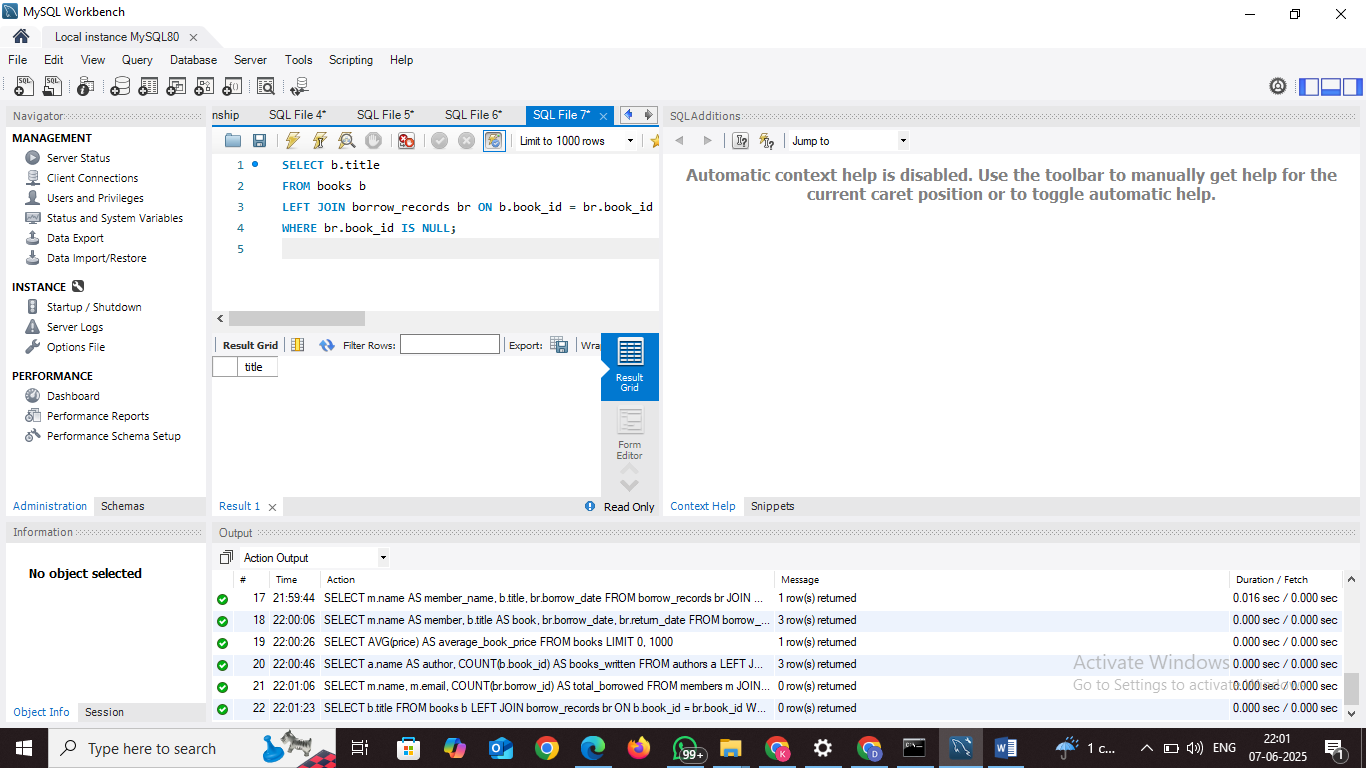 MySQL Workbench
Local instance MySQL80
File Edit View Query Database Server Tools Scripting Help
Navigator
MANAGEMENT
Server Status
Client Connections
Users and Privileges
Status and System Variables
Data Export
Data Import/Restore
INSTANCE
Startup / Shutdown
Server Logs
Options File
PERFORMANCE
Dashboard
Performance Reports
Performance Schema Setup
Administration Schemas
Information
No object selected
Object Info Session
nship SQL File 4* SQL File 5* SQL File 6* SQL File 7*
Limit to 1000 rows
1 SELECT b.title
2 FROM books b
3 LEFT JOIN borrow_records br ON b.book_id = br.book_id
4 WHERE br.book_id IS NULL;
5
Result Grid Filter Rows: Export: Wra
title
Result
Grid
Form
Editor
Result 1 Read Only
SQLAdditions
Jump to
Automatic context help is disabled. Use the toolbar to manually get help for the
current caret position or to toggle automatic help.
Context Help Snippets
Output
Action Output
# Time Action Message Duration / Fetch
17 21:59:44 SELECT m.name AS member_name, b.title, br.borrow_date FROM borrow_records br JOIN ... 1 row(s) returned 0.016 sec / 0.000 sec
18 22:00:06 SELECT m.name AS member, b.title AS book, br.borrow_date, br.return_date FROM borrow_... 3 row(s) returned 0.000 sec / 0.000 sec
19 22:00:26 SELECT AVG(price) AS average_book_price FROM books LIMIT 0, 1000 1 row(s) returned 0.000 sec / 0.000 sec
20 22:00:46 SELECT a.name AS author, COUNT(b.book_id) AS books_written FROM authors a LEFT J... 3 row(s) returned 0.000 sec / 0.000 sec
21 22:01:06 SELECT m.name, m.email, COUNT(br.borrow_id) AS total_borrowed FROM members m JOIN... 0 row(s) returned 0.000 sec / 0.000 sec
22 22:01:23 SELECT b.title FROM books b LEFT JOIN borrow_records br ON b.book_id = br.book_id W... 0 row(s) returned 0.000 sec / 0.000 sec
Activate Windows
Go to Settings to activate Windows.
Type here to search
99+
1 c...
ENG
22:01
07-06-2025
1